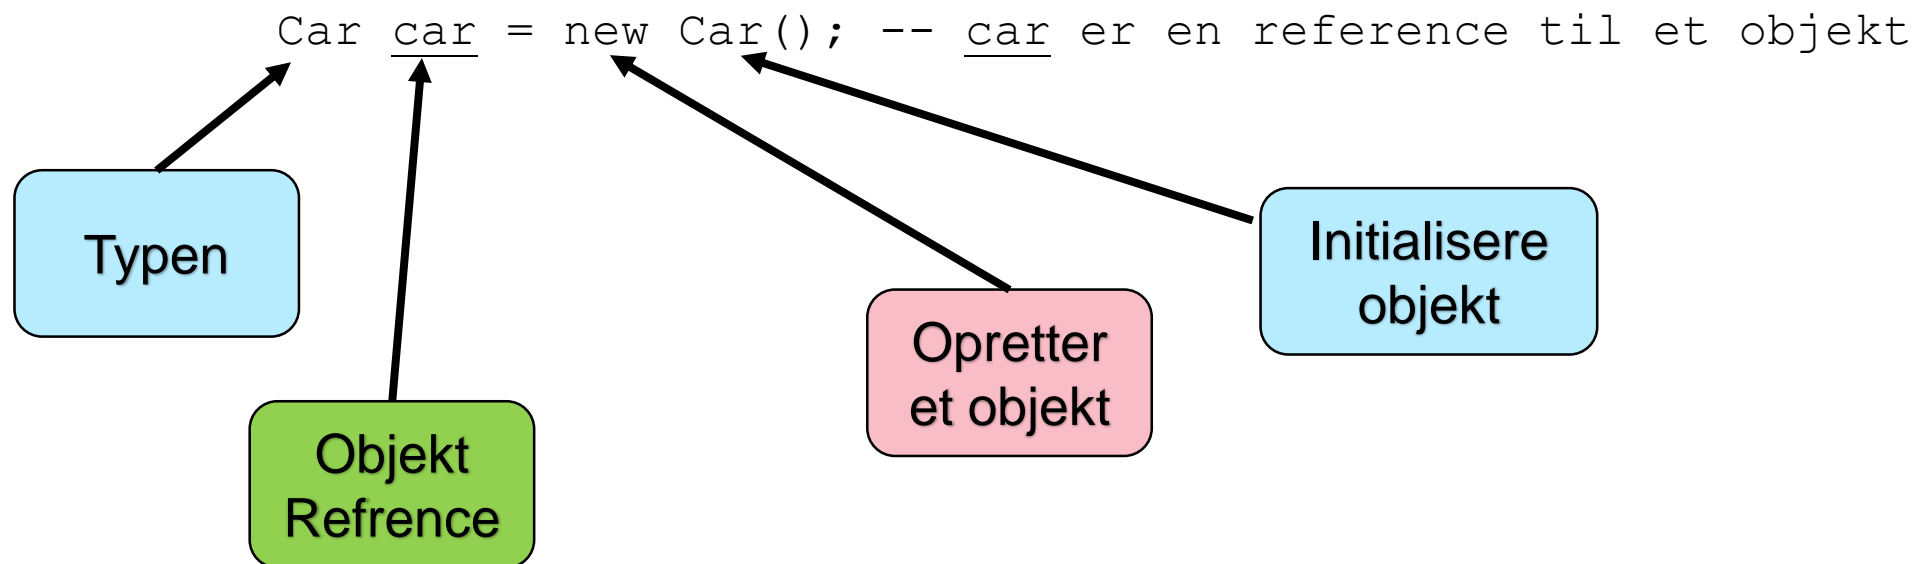 Car car = new Car(); -- car er en reference til et objekt
Typen
Initialisere
objekt
Opretter
et objekt
Objekt
Refrence